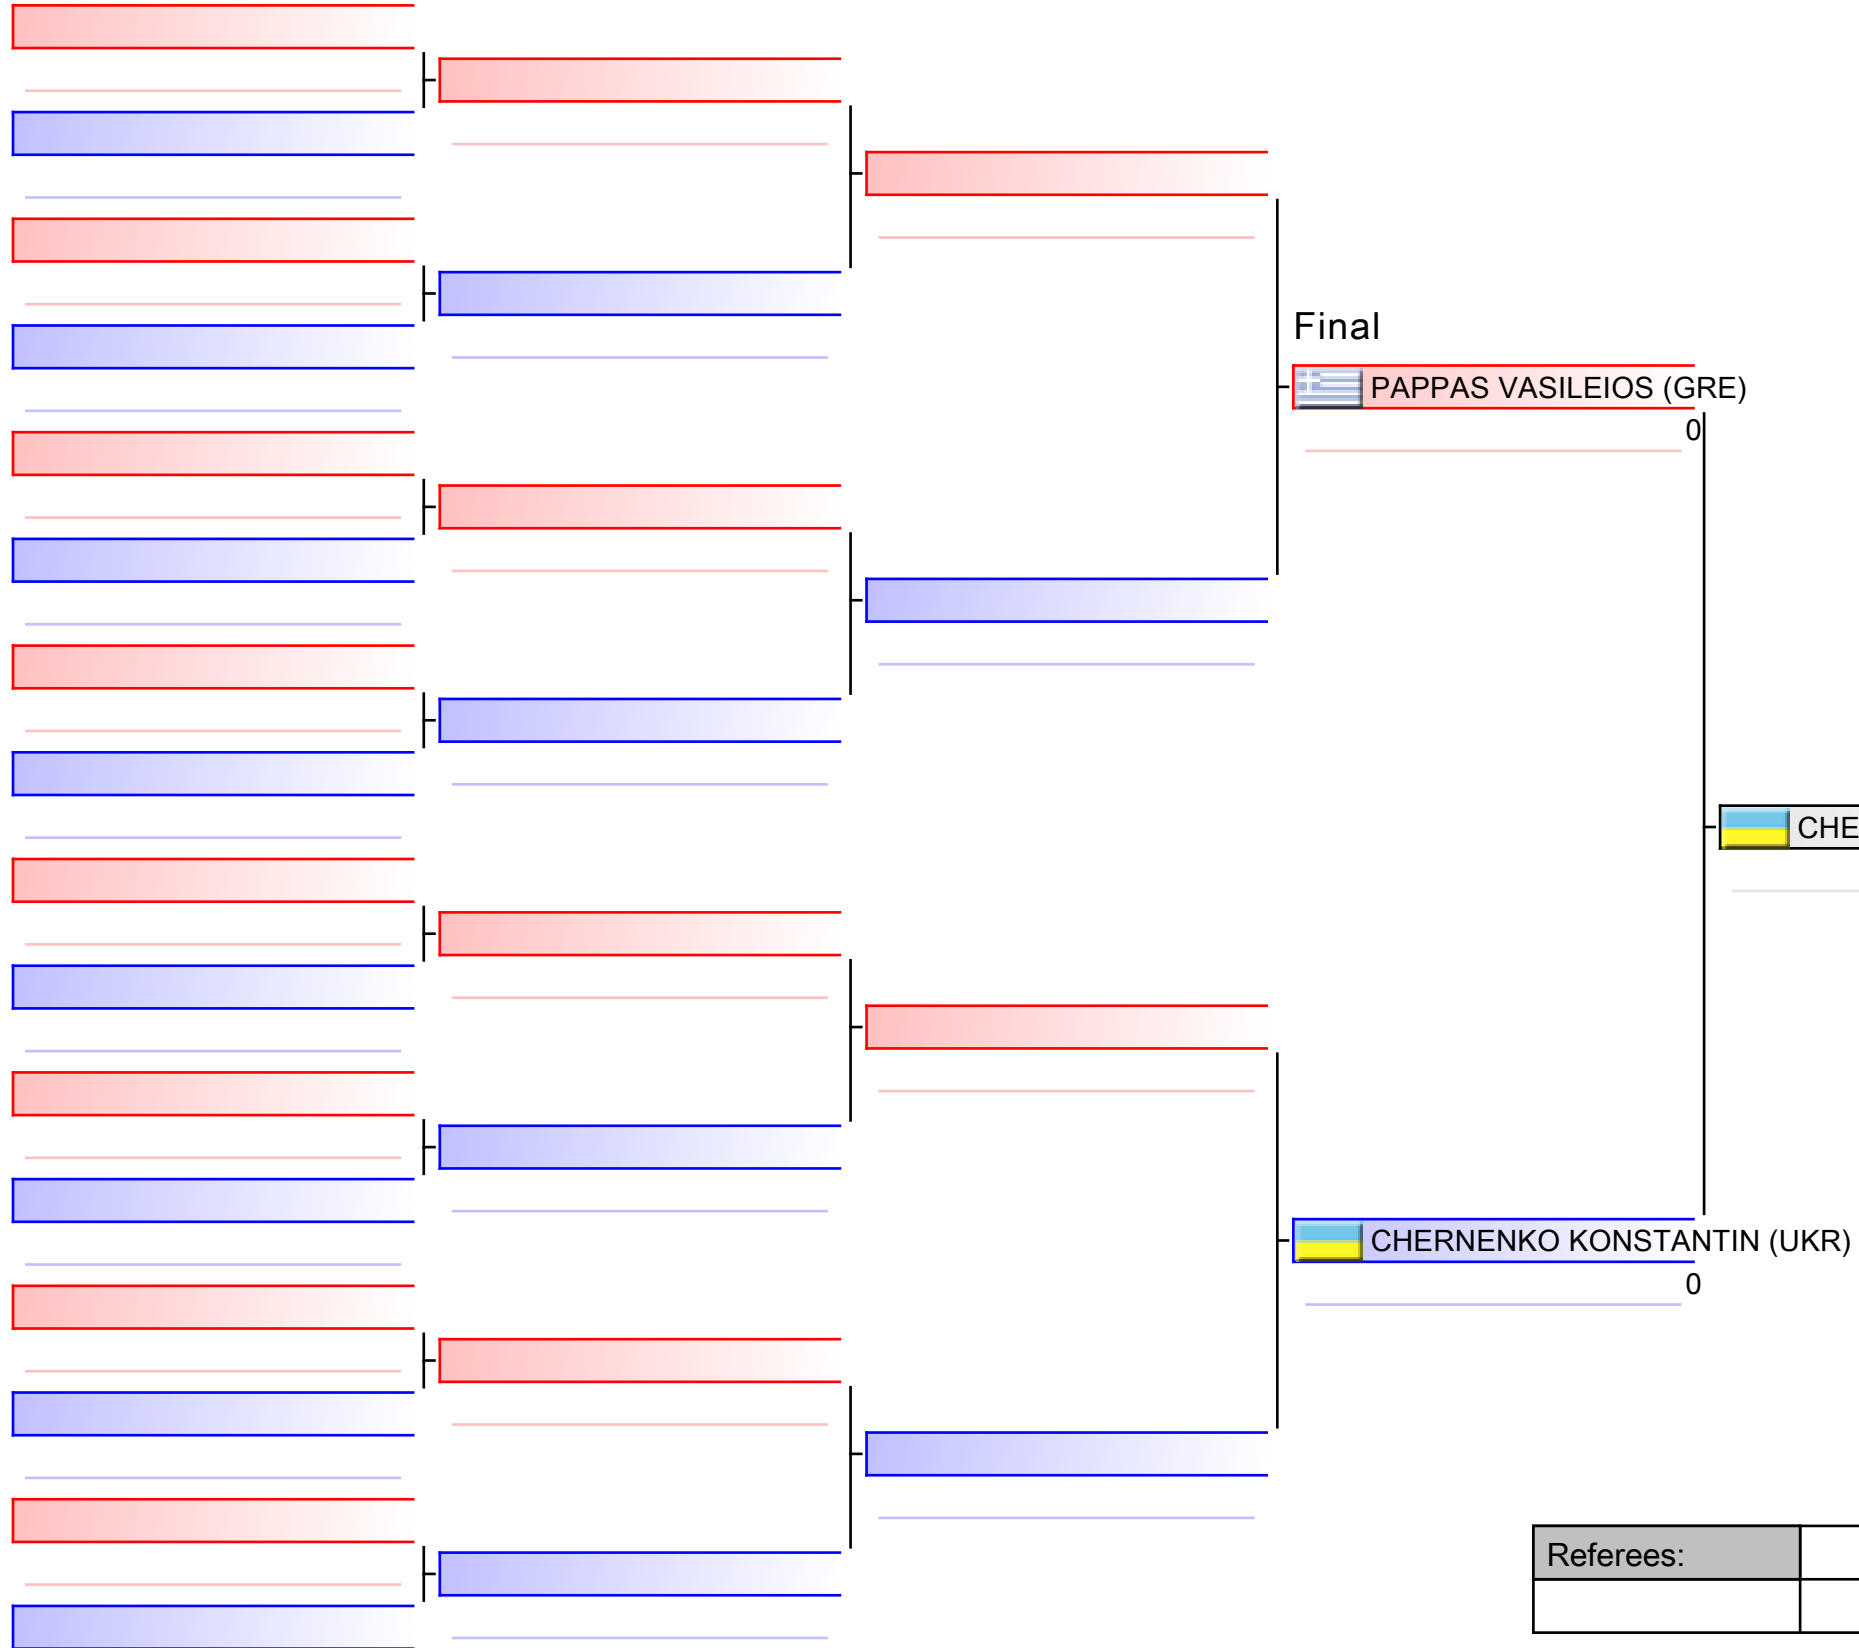 Final
PAPPAS VASILEIOS (GRE)
0
CHE
CHERNENKO KONSTANTIN (UKR)
0
Referees: